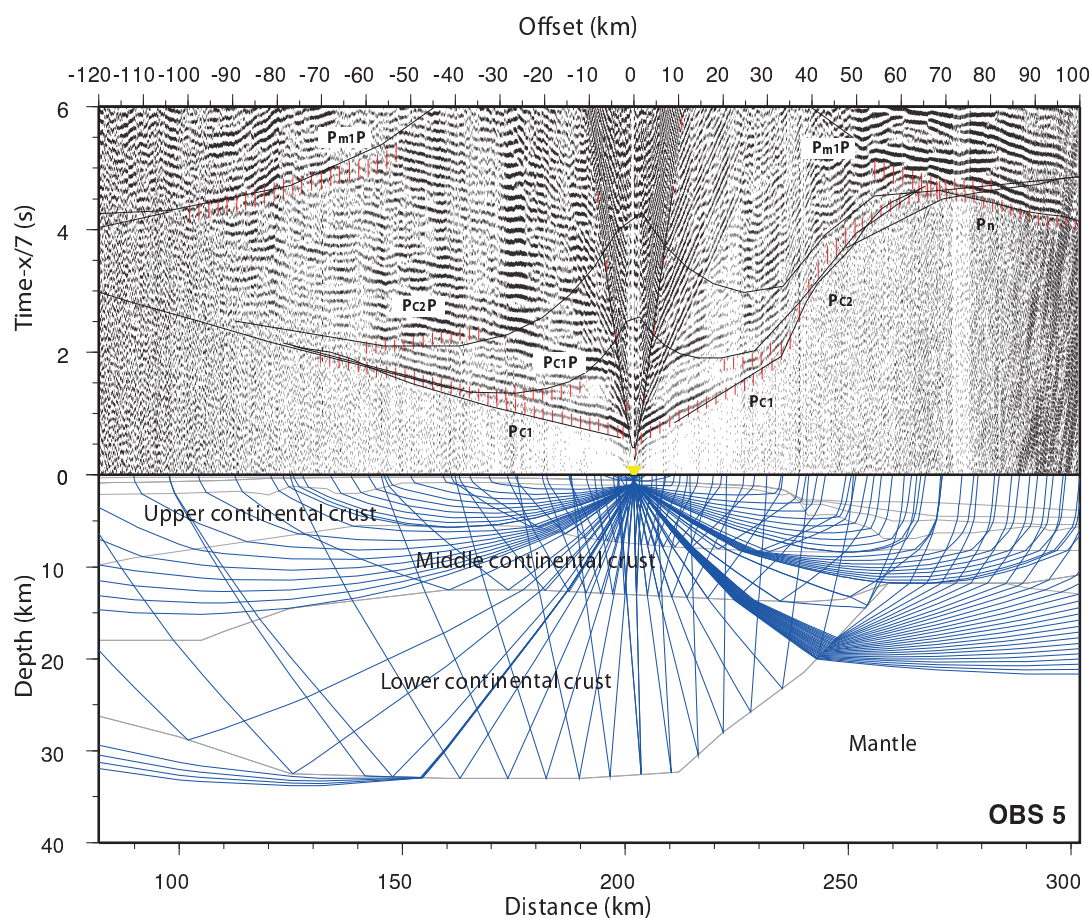 Offset (km)
-120 -110 -100 -90 -80 -70 -60 -50 -40 -30 -20 -10 0 10 20 30 40 50 60 70 80 90 100
Time-x/7 (s)
6
4
2
0
Pm1P
Pm1P
Pn
Pc2
Pc2P
Pc1P
Pc1
Pc1
Depth (km)
0
10
20
30
40
Upper continental crust
Middle continental crust
Lower continental crust
Mantle
OBS 5
100 150 200 250 300
Distance (km)